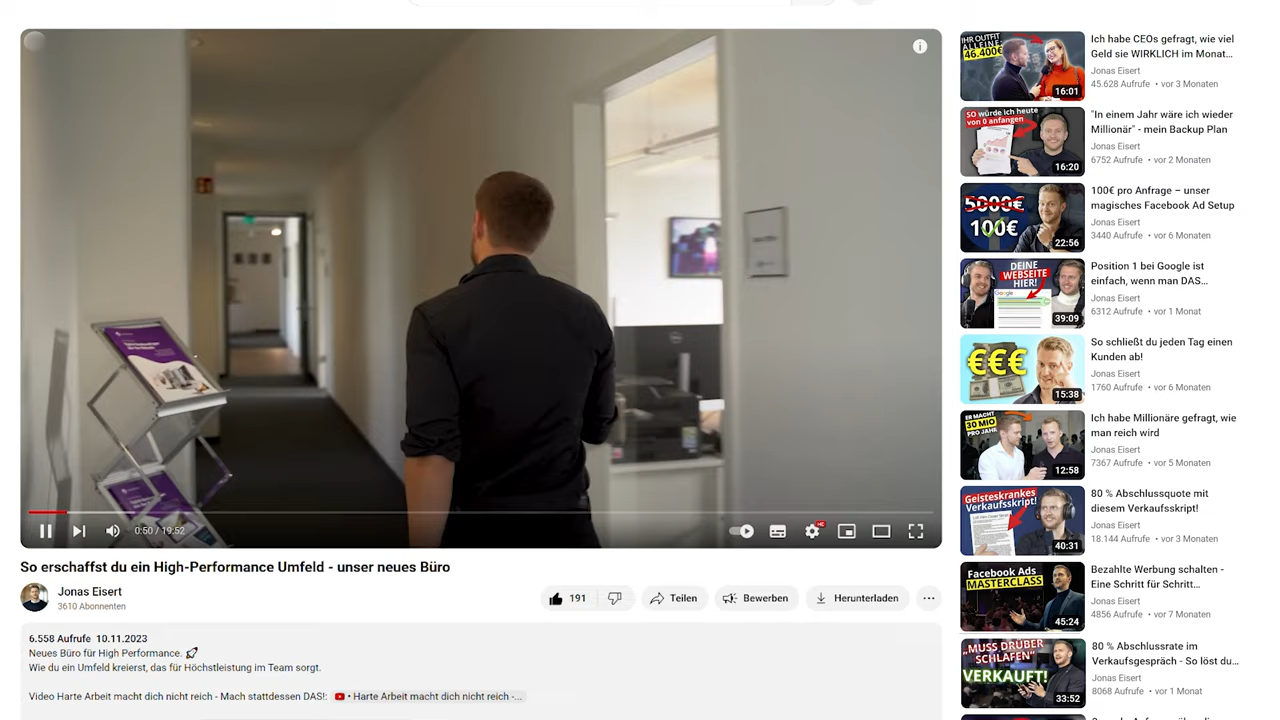 0:50 / 19:52
So erschaffst du ein High-Performance Umfeld - unser neues Büro
Jonas Eisert
3610 Abonnenten
191
Teilen
Bewerben
Herunterladen
6.558 Aufrufe 10.11.2023
Neues Büro für High Performance. 🚀
Wie du ein Umfeld kreierst, das für Höchstleistung im Team sorgt.
Video Harte Arbeit macht dich nicht reich - Mach stattdessen DAS!: • Harte Arbeit macht dich nicht reich -...
IHR OUTFIT
ALLEINE:
46.400€
16:01
Ich habe CEOs gefragt, wie viel
Geld sie WIRKLICH im Monat...
Jonas Eisert
45.628 Aufrufe • vor 3 Monaten
SO würde ich heute
von 0 anfangen
16:20
"In einem Jahr wäre ich wieder
Millionär" - mein Backup Plan
Jonas Eisert
6752 Aufrufe • vor 2 Monaten
5000€
100€
22:56
100€ pro Anfrage – unser
magisches Facebook Ad Setup
Jonas Eisert
3440 Aufrufe • vor 6 Monaten
DEINE
WEBSEITE
HIER!
Google
39:09
Position 1 bei Google ist
einfach, wenn man DAS...
Jonas Eisert
6312 Aufrufe • vor 1 Monat
€€€
15:38
So schließt du jeden Tag einen
Kunden ab!
Jonas Eisert
1760 Aufrufe • vor 6 Monaten
ER MACHT
30 MIO
PRO JAHR
12:58
Ich habe Millionäre gefragt, wie
man reich wird
Jonas Eisert
7367 Aufrufe • vor 5 Monaten
Geisteskrankes
Verkaufsskript!
40:31
80 % Abschlussquote mit
diesem Verkaufsskript!
Jonas Eisert
18.144 Aufrufe • vor 3 Monaten
Facebook Ads
MASTERCLASS
45:24
Bezahlte Werbung schalten -
Eine Schritt für Schritt...
Jonas Eisert
4856 Aufrufe • vor 7 Monaten
„MUSS DRÜBER
SCHLAFEN"
VERKAUFT!
33:52
80 % Abschlussrate im
Verkaufsgespräch - So löst du...
Jonas Eisert
8068 Aufrufe • vor 1 Monat